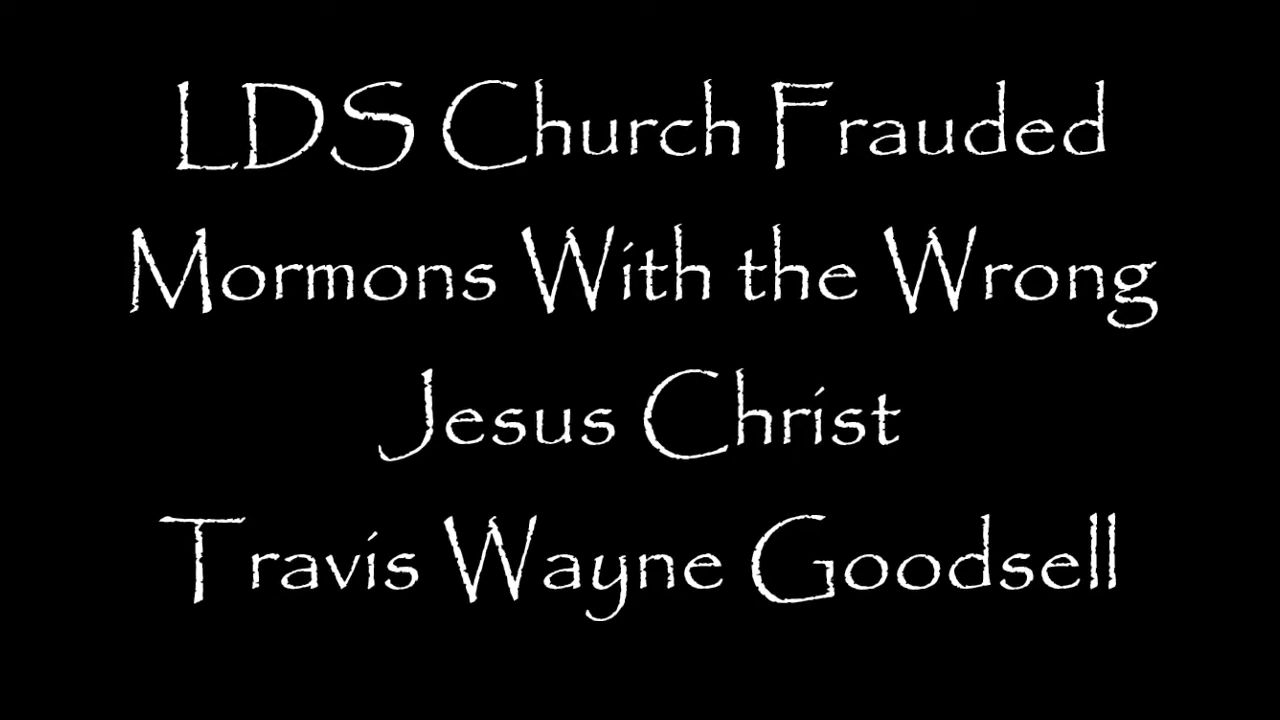 LDS Church Frauded
Mormons With the Wrong
Jesus Christ
Travis Wayne Goodsell